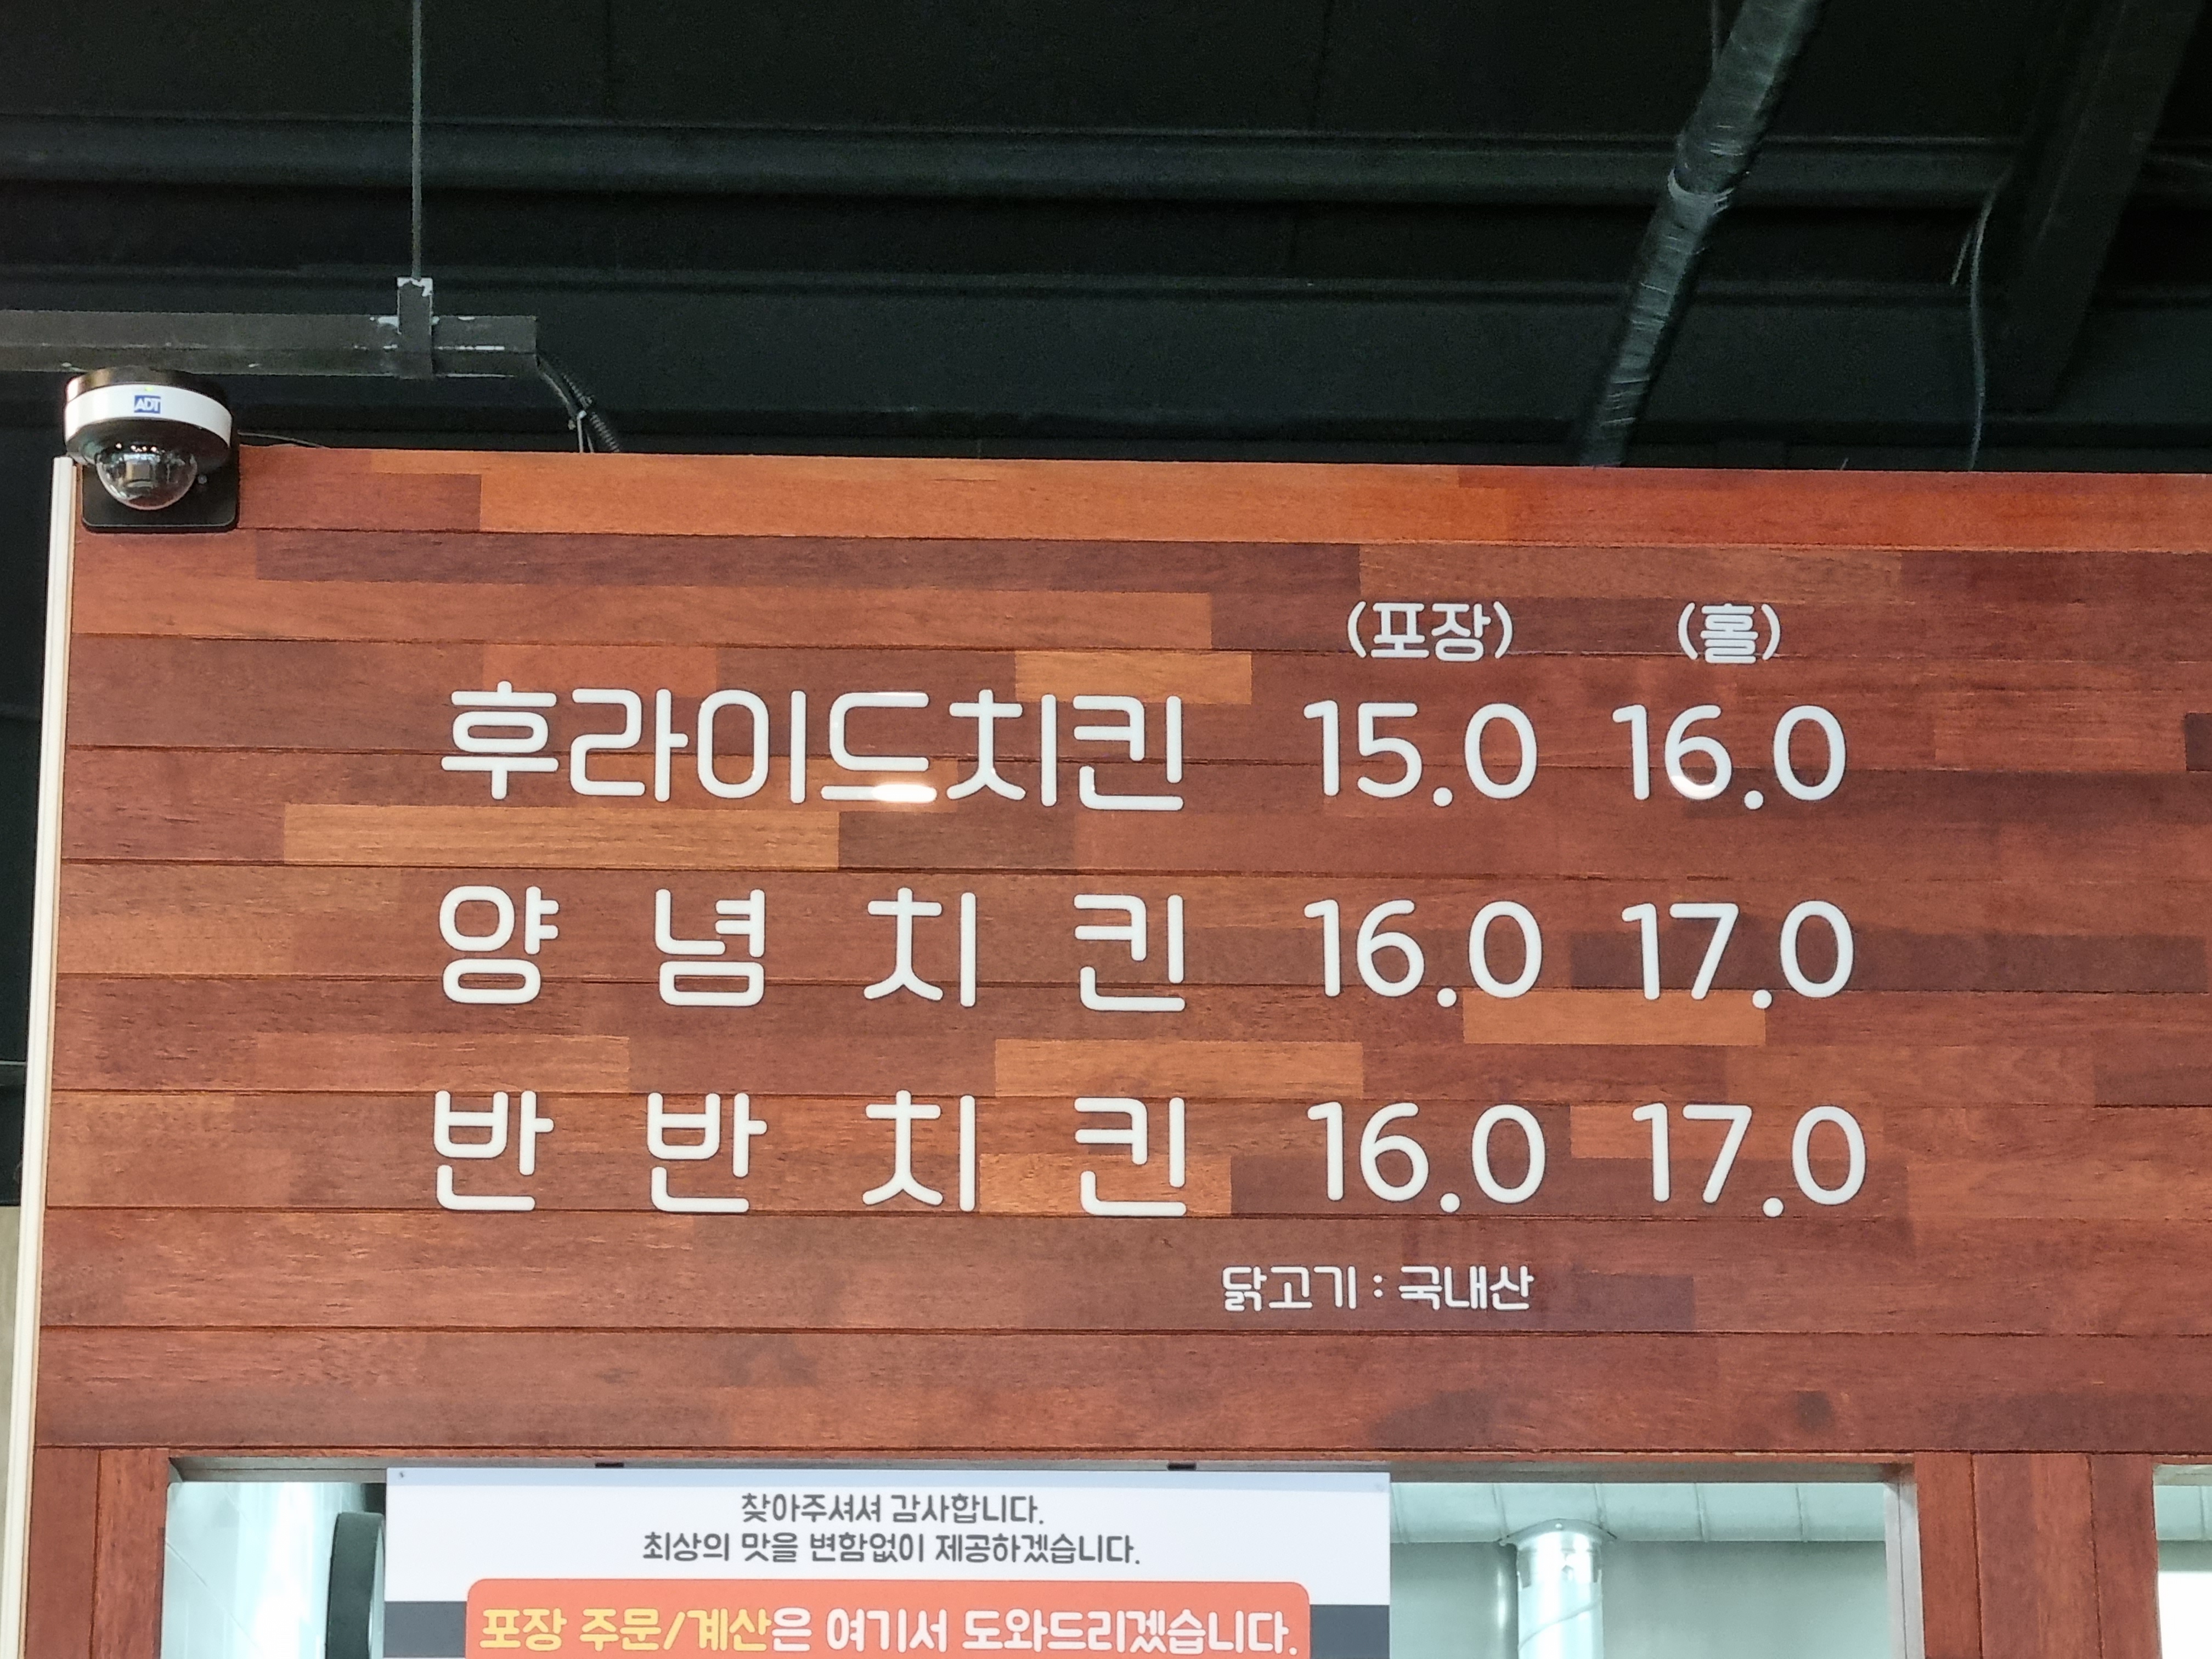 ADT
(포장) (홀)
후라이드치킨 15.0 16.0
양 념 치 킨 16.0 17.0
반 반 치 킨 16.0 17.0
닭고기 : 국내산
찾아주셔셔 감사합니다.
최상의 맛을 변함없이 제공하겠습니다.
포장 주문/계산은 여기서 도와드리겠습니다.